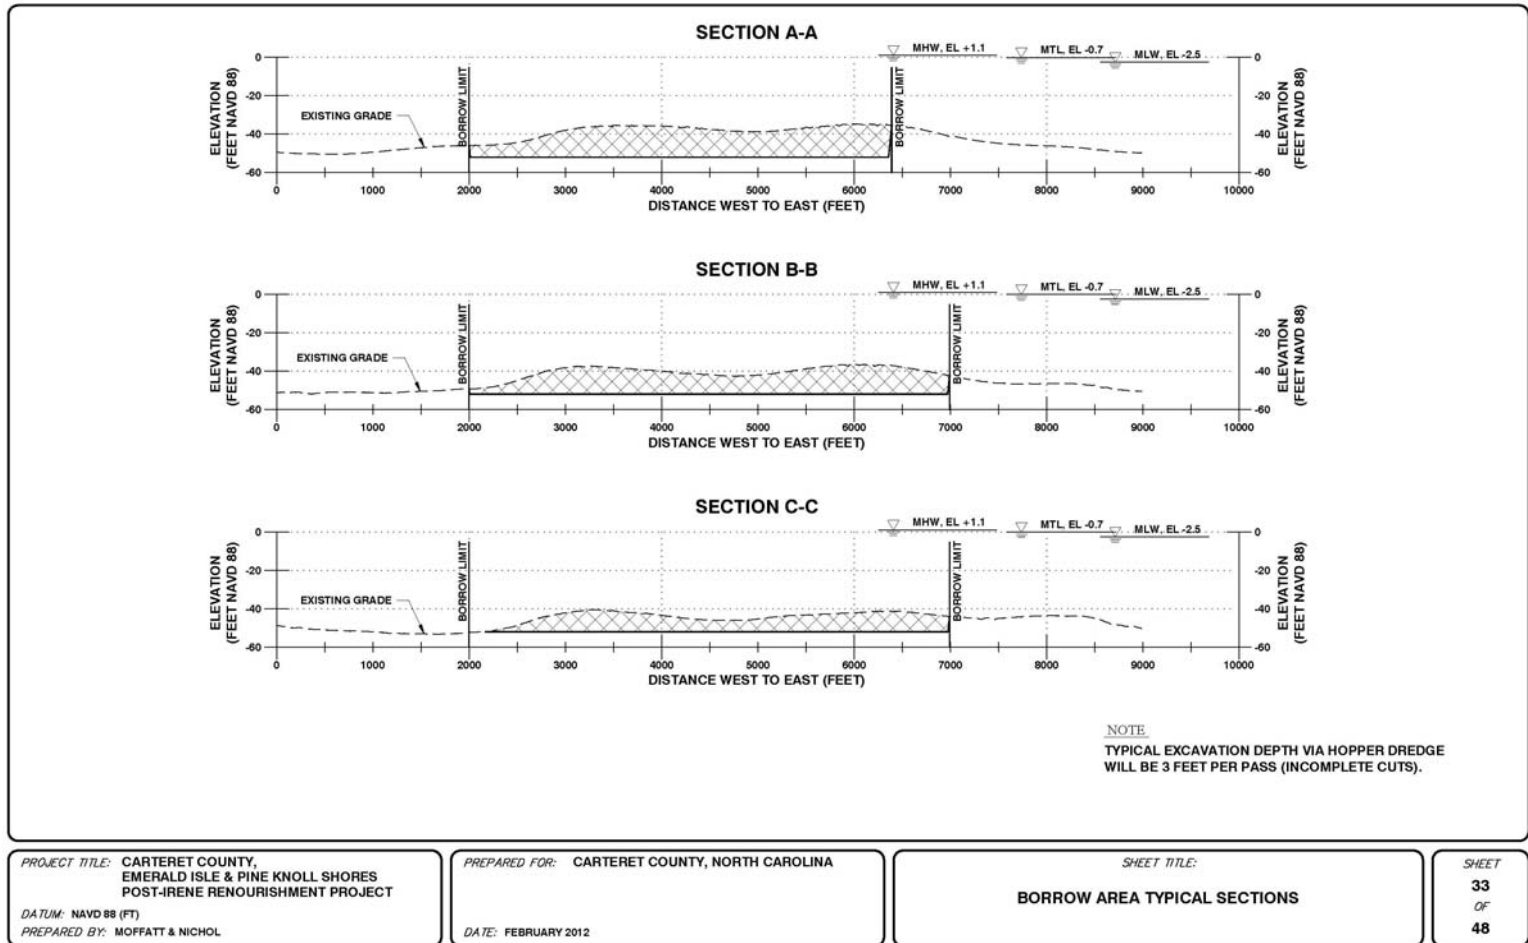 SECTION A-A
MHW, EL +1.1
MTL, EL -0.7
MLW, EL -2.5
0
-20
-40
-60
ELEVATION
(FEET NAVD 88)
EXISTING GRADE
BORROW LIMIT
BORROW LIMIT
0
-20
-40
-60
ELEVATION
(FEET NAVD 88)
0 1000 2000 3000 4000 5000 6000 7000 8000 9000 10000
DISTANCE WEST TO EAST (FEET)
SECTION B-B
MHW, EL +1.1
MTL, EL -0.7
MLW, EL -2.5
0
-20
-40
-60
ELEVATION
(FEET NAVD 88)
EXISTING GRADE
BORROW LIMIT
BORROW LIMIT
0
-20
-40
-60
ELEVATION
(FEET NAVD 88)
0 1000 2000 3000 4000 5000 6000 7000 8000 9000 10000
DISTANCE WEST TO EAST (FEET)
SECTION C-C
MHW, EL +1.1
MTL, EL -0.7
MLW, EL -2.5
0
-20
-40
-60
ELEVATION
(FEET NAVD 88)
EXISTING GRADE
BORROW LIMIT
BORROW LIMIT
0
-20
-40
-60
ELEVATION
(FEET NAVD 88)
0 1000 2000 3000 4000 5000 6000 7000 8000 9000 10000
DISTANCE WEST TO EAST (FEET)
NOTE
TYPICAL EXCAVATION DEPTH VIA HOPPER DREDGE
WILL BE 3 FEET PER PASS (INCOMPLETE CUTS).
PROJECT TITLE: CARTERET COUNTY,
EMERALD ISLE & PINE KNOLL SHORES
POST-IRENE RENOURISHMENT PROJECT
DATUM: NAVD 88 (FT)
PREPARED BY: MOFFATT & NICHOL
PREPARED FOR: CARTERET COUNTY, NORTH CAROLINA
DATE: FEBRUARY 2012
SHEET TITLE:
BORROW AREA TYPICAL SECTIONS
SHEET
33
OF
48